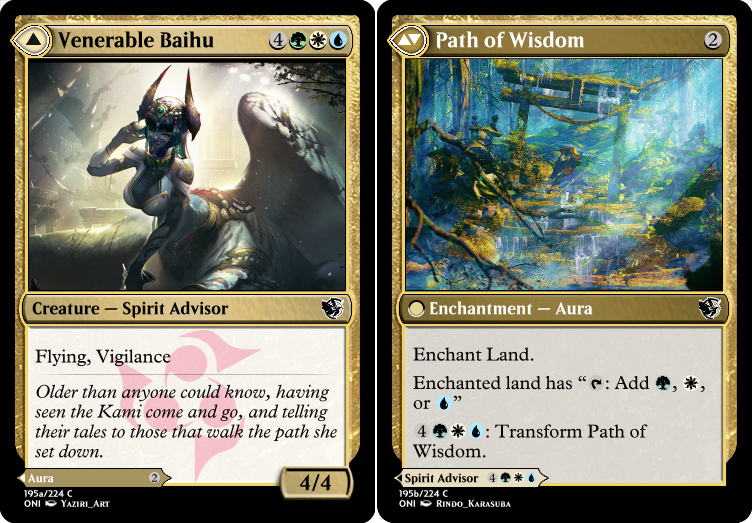 Venerable Baihu 4
Creature — Spirit Advisor
Flying, Vigilance
Older than anyone could know, having
seen the Kami come and go, and telling
their tales to those that walk the path she
set down.
Aura 2
4/4
195a/224 C
ONI Yaziri_Art
Path of Wisdom 2
Enchantment — Aura
Enchant Land.
Enchanted land has “ : Add , ,
or ”
4 : Transform Path of
Wisdom.
Spirit Advisor 4
195b/224 C
ONI Rindo_Karasuba